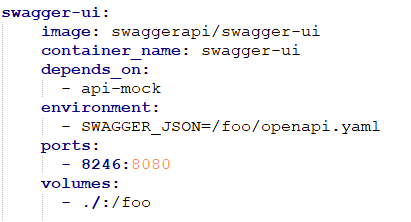 swagger-ui:
    image: swaggerapi/swagger-ui
    container_name: swagger-ui
    depends_on:
      - api-mock
    environment:
      - SWAGGER_JSON=/foo/openapi.yaml
    ports:
      - 8246:8080
    volumes:
      - ./:/foo